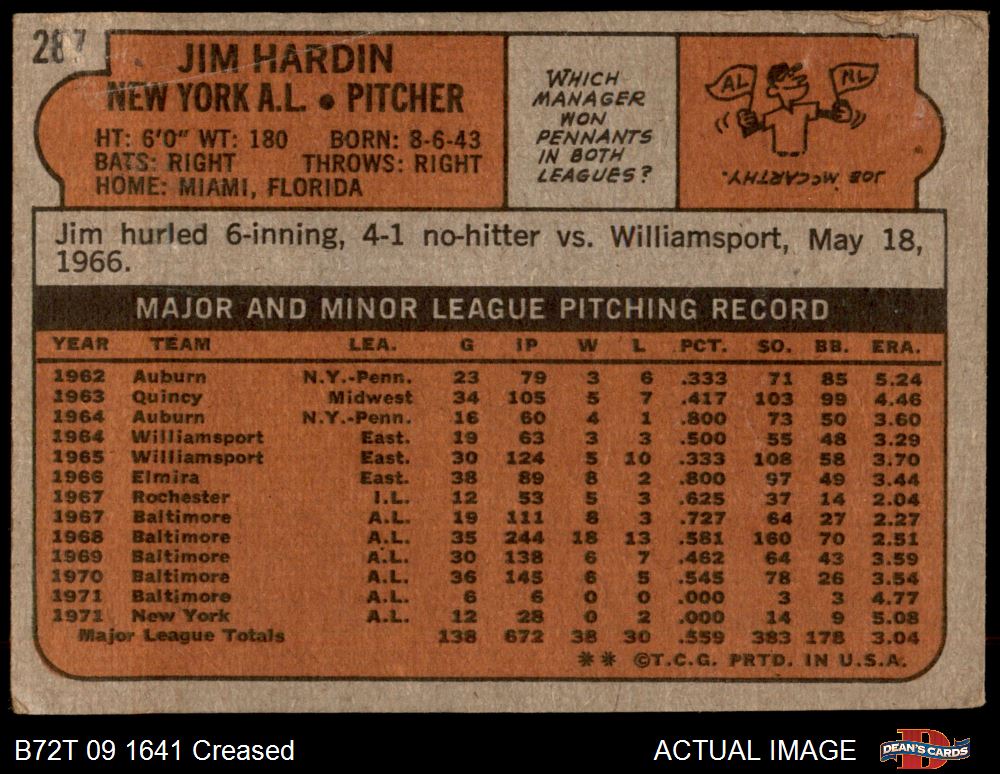 287
JIM HARDIN
NEW YORK A.L. • PITCHER
HT: 6'0" WT: 180 BORN: 8-6-43
BATS: RIGHT THROWS: RIGHT
HOME: MIAMI, FLORIDA
WHICH
MANAGER
WON
PENNANTS
IN BOTH
LEAGUES?
AL NL
JOE McCARTHY.
Jim hurled 6-inning, 4-1 no-hitter vs. Williamsport, May 18,
1966.
MAJOR AND MINOR LEAGUE PITCHING RECORD
YEAR TEAM LEA. G IP W L PCT. SO. BB. ERA.
1962 Auburn N.Y.-Penn. 23 79 3 6 .333 71 85 5.24
1963 Quincy Midwest 34 105 5 7 .417 103 99 4.46
1964 Auburn N.Y.-Penn. 16 60 4 1 .800 73 50 3.60
1964 Williamsport East. 19 63 3 3 .500 55 48 3.29
1965 Williamsport East. 30 124 5 10 .333 108 58 3.70
1966 Elmira East. 38 89 8 2 .800 97 49 3.44
1967 Rochester I.L. 12 53 5 3 .625 37 14 2.04
1967 Baltimore A.L. 19 111 8 3 .727 64 27 2.27
1968 Baltimore A.L. 35 244 18 13 .581 160 70 2.51
1969 Baltimore A.L. 30 138 6 7 .462 64 43 3.59
1970 Baltimore A.L. 36 145 6 5 .545 78 26 3.54
1971 Baltimore A.L. 6 6 0 0 .000 3 3 4.77
1971 New York A.L. 12 28 0 2 .000 14 9 5.08
Major League Totals 138 672 38 30 .559 383 178 3.04
** ©T.C.G. PRTD. IN U.S.A.
B72T 09 1641 Creased ACTUAL IMAGE DEAN'S CARDS